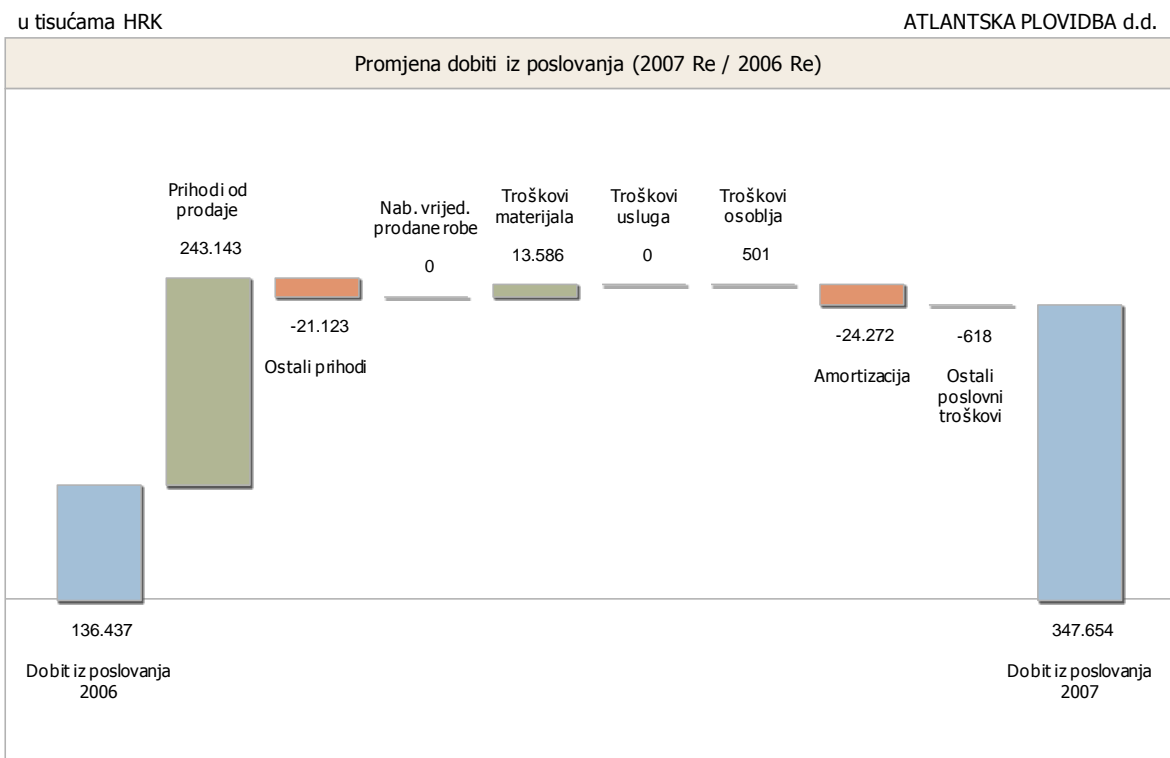 u tisućama HRK
ATLANTSKA PLOVIDBA d.d.
Promjena dobiti iz poslovanja (2007 Re / 2006 Re)
Prihodi od
prodaje
243.143
-21.123
Ostali prihodi
Nab. vrijed.
prodane robe
0
Troškovi
materijala
13.586
Troškovi
usluga
0
Troškovi
osoblja
501
-24.272
Amortizacija
-618
Ostali
poslovni
troškovi
136.437
Dobit iz poslovanja
2006
347.654
Dobit iz poslovanja
2007